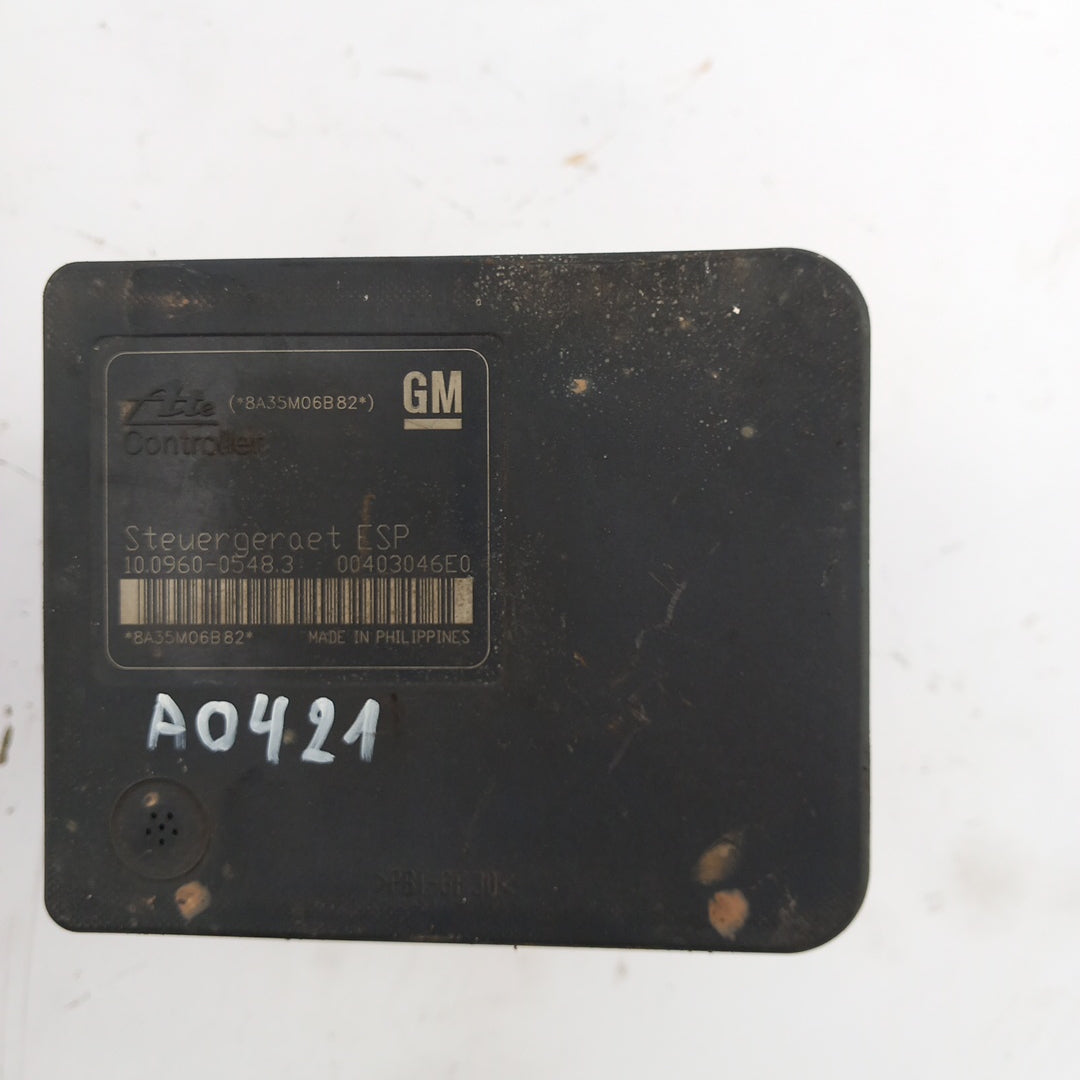 Ate (*8A35M06B82*) GM
Controller
Steuergeraet ESP
10.0960-0548.3 00403046E0
*8A35M06B82* MADE IN PHILIPPINES
A0421